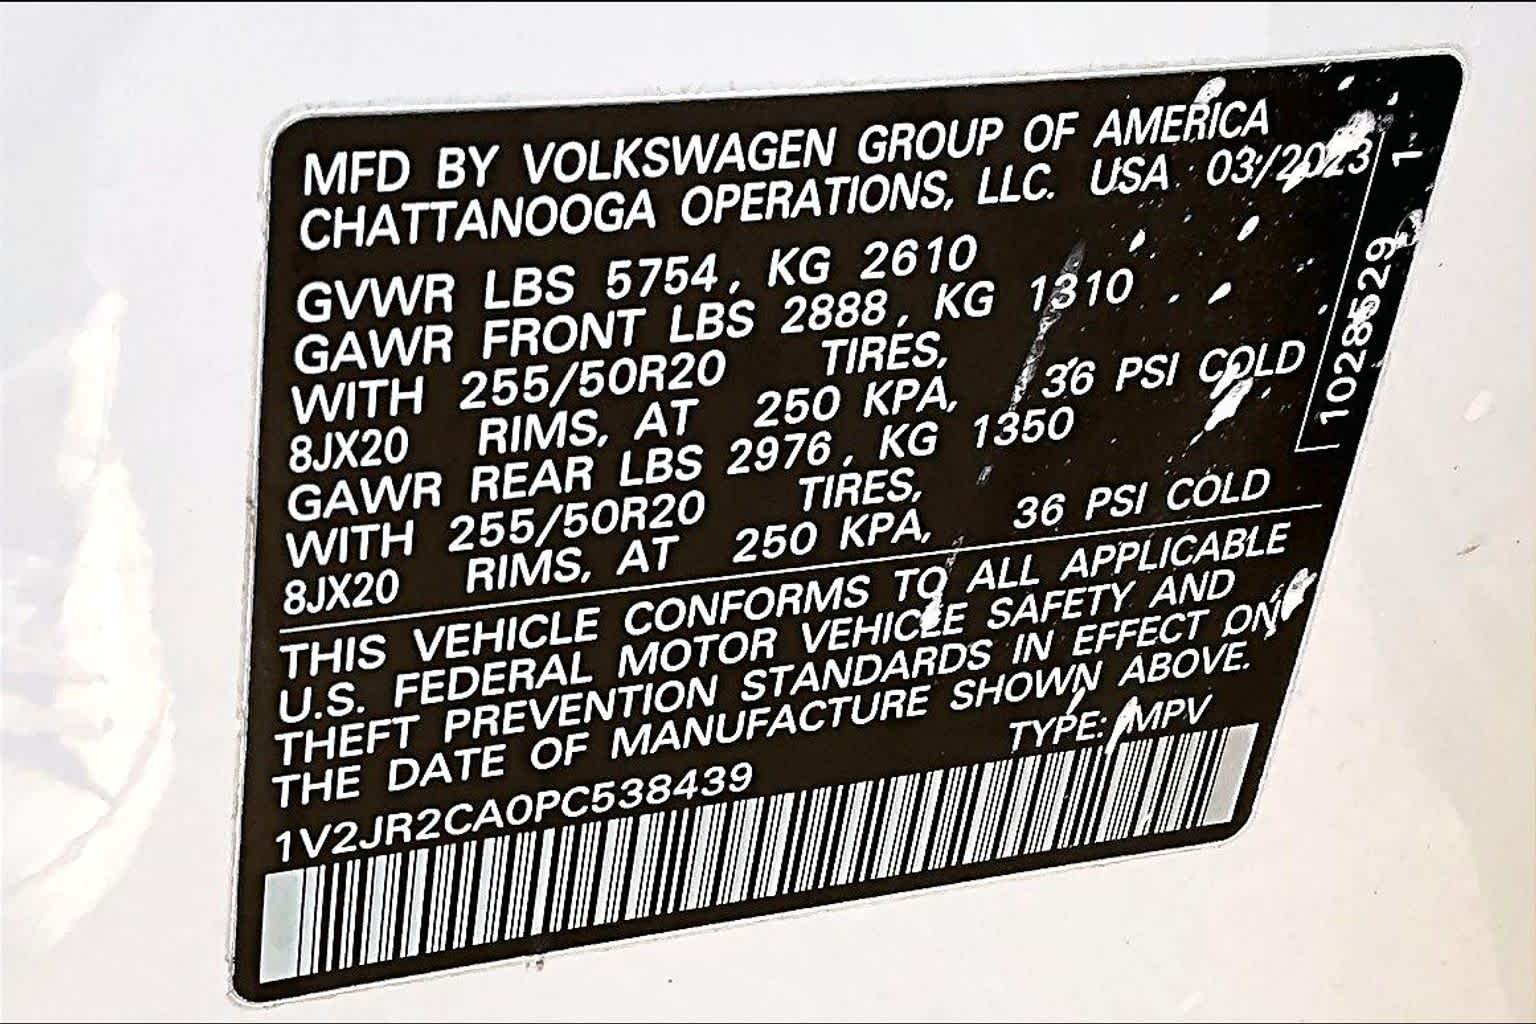 MFD BY VOLKSWAGEN GROUP OF AMERICA
CHATTANOOGA OPERATIONS, LLC. USA 03/2023
GVWR LBS 5754, KG 2610
GAWR FRONT LBS 2888, KG 1310
WITH 255/50R20 TIRES,
8JX20 RIMS, AT 250 KPA, 36 PSI COLD
GAWR REAR LBS 2976, KG 1350
WITH 255/50R20 TIRES,
8JX20 RIMS, AT 250 KPA, 36 PSI COLD
THIS VEHICLE CONFORMS TO ALL APPLICABLE
U.S. FEDERAL MOTOR VEHICLE SAFETY AND
THEFT PREVENTION STANDARDS IN EFFECT ON
THE DATE OF MANUFACTURE SHOWN ABOVE.
1V2JR2CA0PC538439 TYPE: MPV
10286529 1